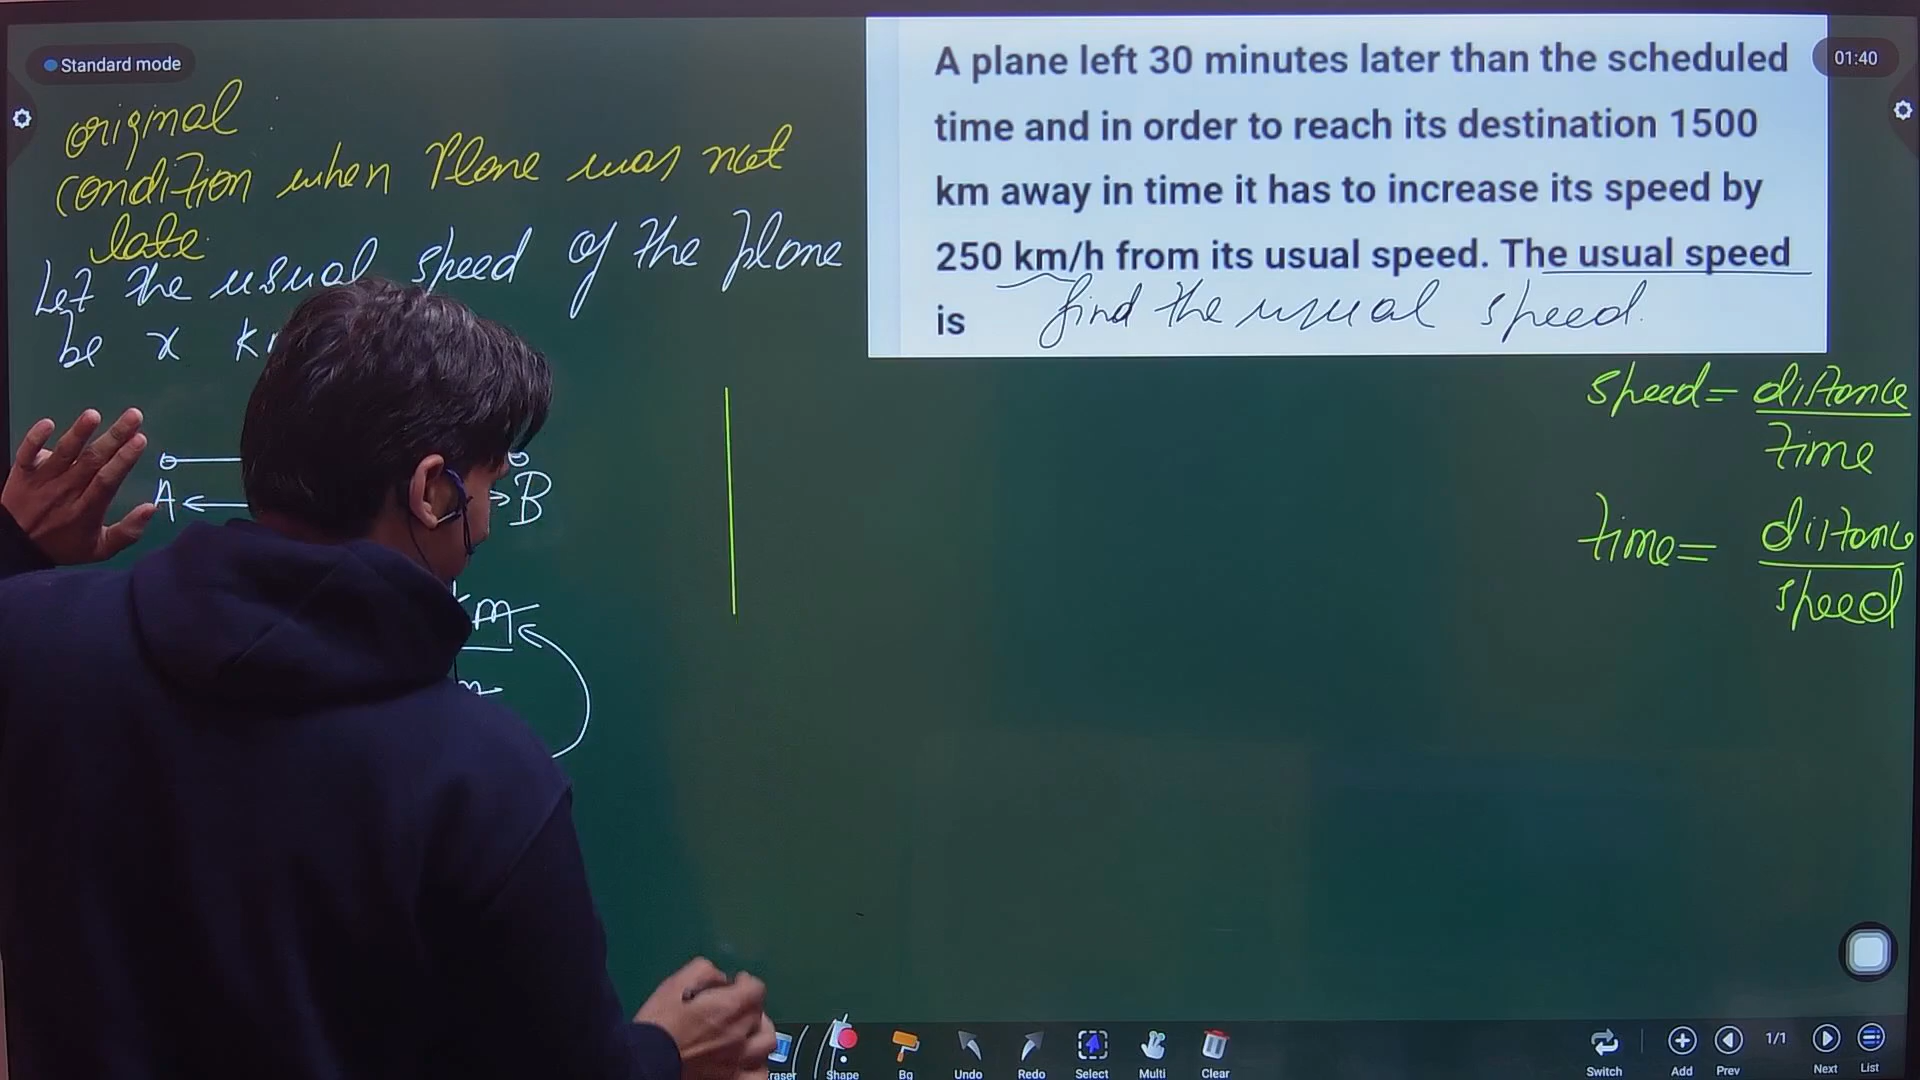 Standard mode
01:40
original :
condition when Plane was not
late.
Let the usual speed of the plane
be x
A plane left 30 minutes later than the scheduled
time and in order to reach its destination 1500
km away in time it has to increase its speed by
250 km/h from its usual speed. The usual speed
is find the usual speed.
A B
speed = distance
time
time = distance
speed
Shape
Bg
Undo
Redo
Select
Multi
Clear
Switch
Add
Prev
1/1
Next
List